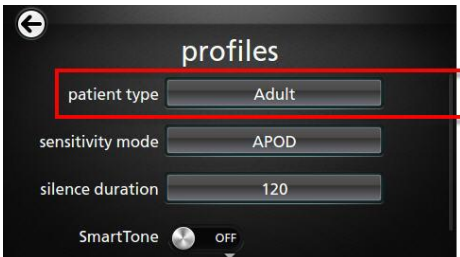 profiles
patient type Adult
sensitivity mode APOD
silence duration 120
SmartTone OFF